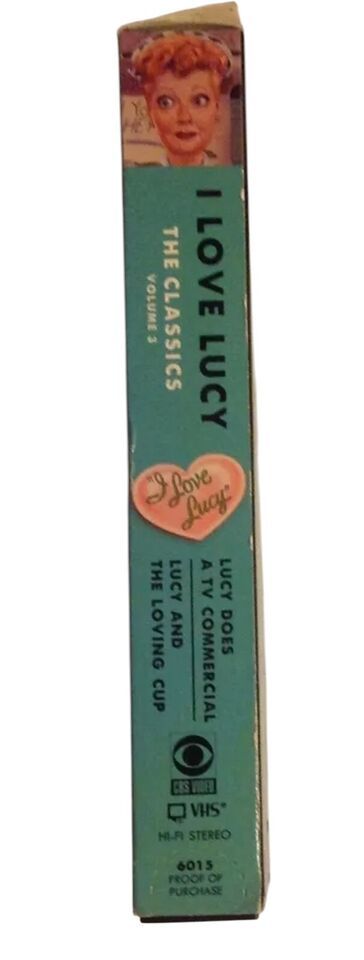 I LOVE LUCY
THE CLASSICS
VOLUME 3
"I Love
Lucy"
LUCY DOES
A TV COMMERCIAL
LUCY AND
THE LOVING CUP
CBS VIDEO
VHS®
HI-FI STEREO
6015
PROOF OF
PURCHASE